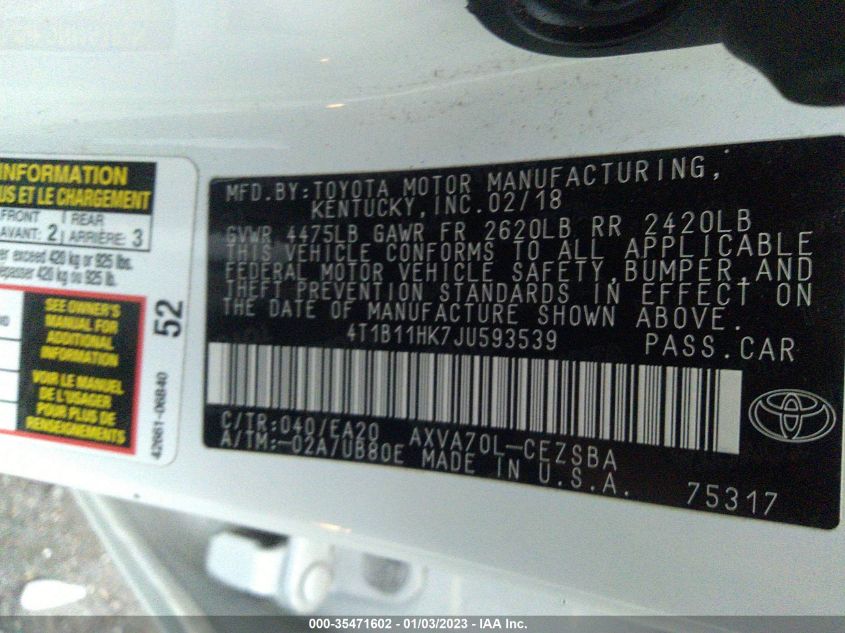 INFORMATION
US ET LE CHARGEMENT
FRONT
AVANT: 2
REAR
ARRIÈRE: 3
er exceed 420 kg or 925 lbs.
dépasser 420 kg ou 925 lb.
SEE OWNER'S
MANUAL FOR
ADDITIONAL
INFORMATION
VOIR LE MANUEL
DE L'USAGER
POUR PLUS DE
RENSEIGNEMENTS
52
42661-06B40
MFD.BY:TOYOTA MOTOR MANUFACTURING,
KENTUCKY,INC.02/18
GVWR 4475LB GAWR FR 2620LB RR 2420LB
THIS VEHICLE CONFORMS TO ALL APPLICABLE
FEDERAL MOTOR VEHICLE SAFETY,BUMPER,AND
THEFT PREVENTION STANDARDS IN EFFECT ON
THE DATE OF MANUFACTURE SHOWN ABOVE.
4T1B11HK7JU593539 PASS.CAR
C/TR:040/EA20 AXVA70L-CEZSBA
A/TM:-02A/UB80E MADE IN U.S.A.
75317
000-35471602 - 01/03/2023 - IAA Inc.